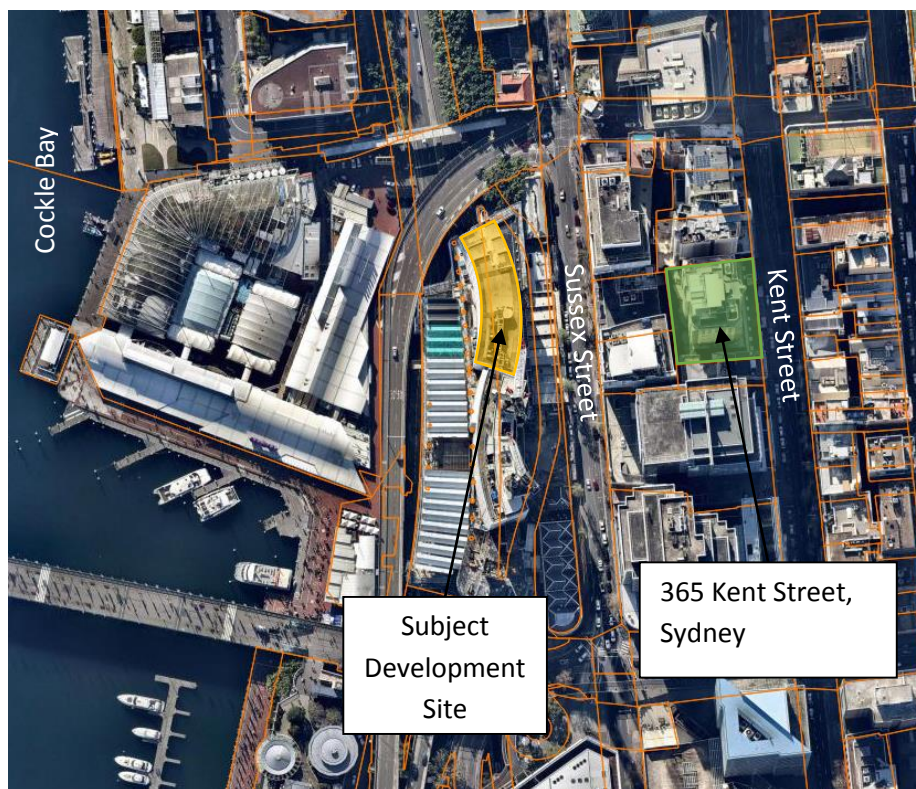 Cockle Bay
Sussex Street
Kent Street
Subject
Development
Site
365 Kent Street,
Sydney